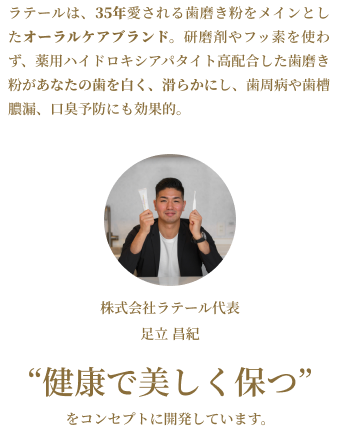 ラテールは、35年愛される歯磨き粉をメインとし
たオーラルケアブランド。研磨剤やフッ素を使わ
ず、薬用ハイドロキシアパタイト高配合した歯磨き
粉があなたの歯を白く、滑らかにし、歯周病や歯槽
膿漏、口臭予防にも効果的。
株式会社ラテール代表
足立 昌紀
“健康で美しく保つ”
をコンセプトに開発しています。